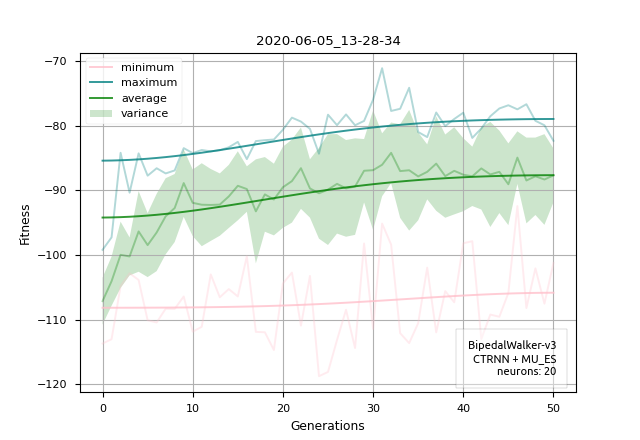 2020-06-05_13-28-34
minimum
maximum
average
variance
−70
−80
−90
−100
−110
−120
Fitness
BipedalWalker-v3
CTRNN + MU_ES
neurons: 20
0 10 20 30 40 50
Generations